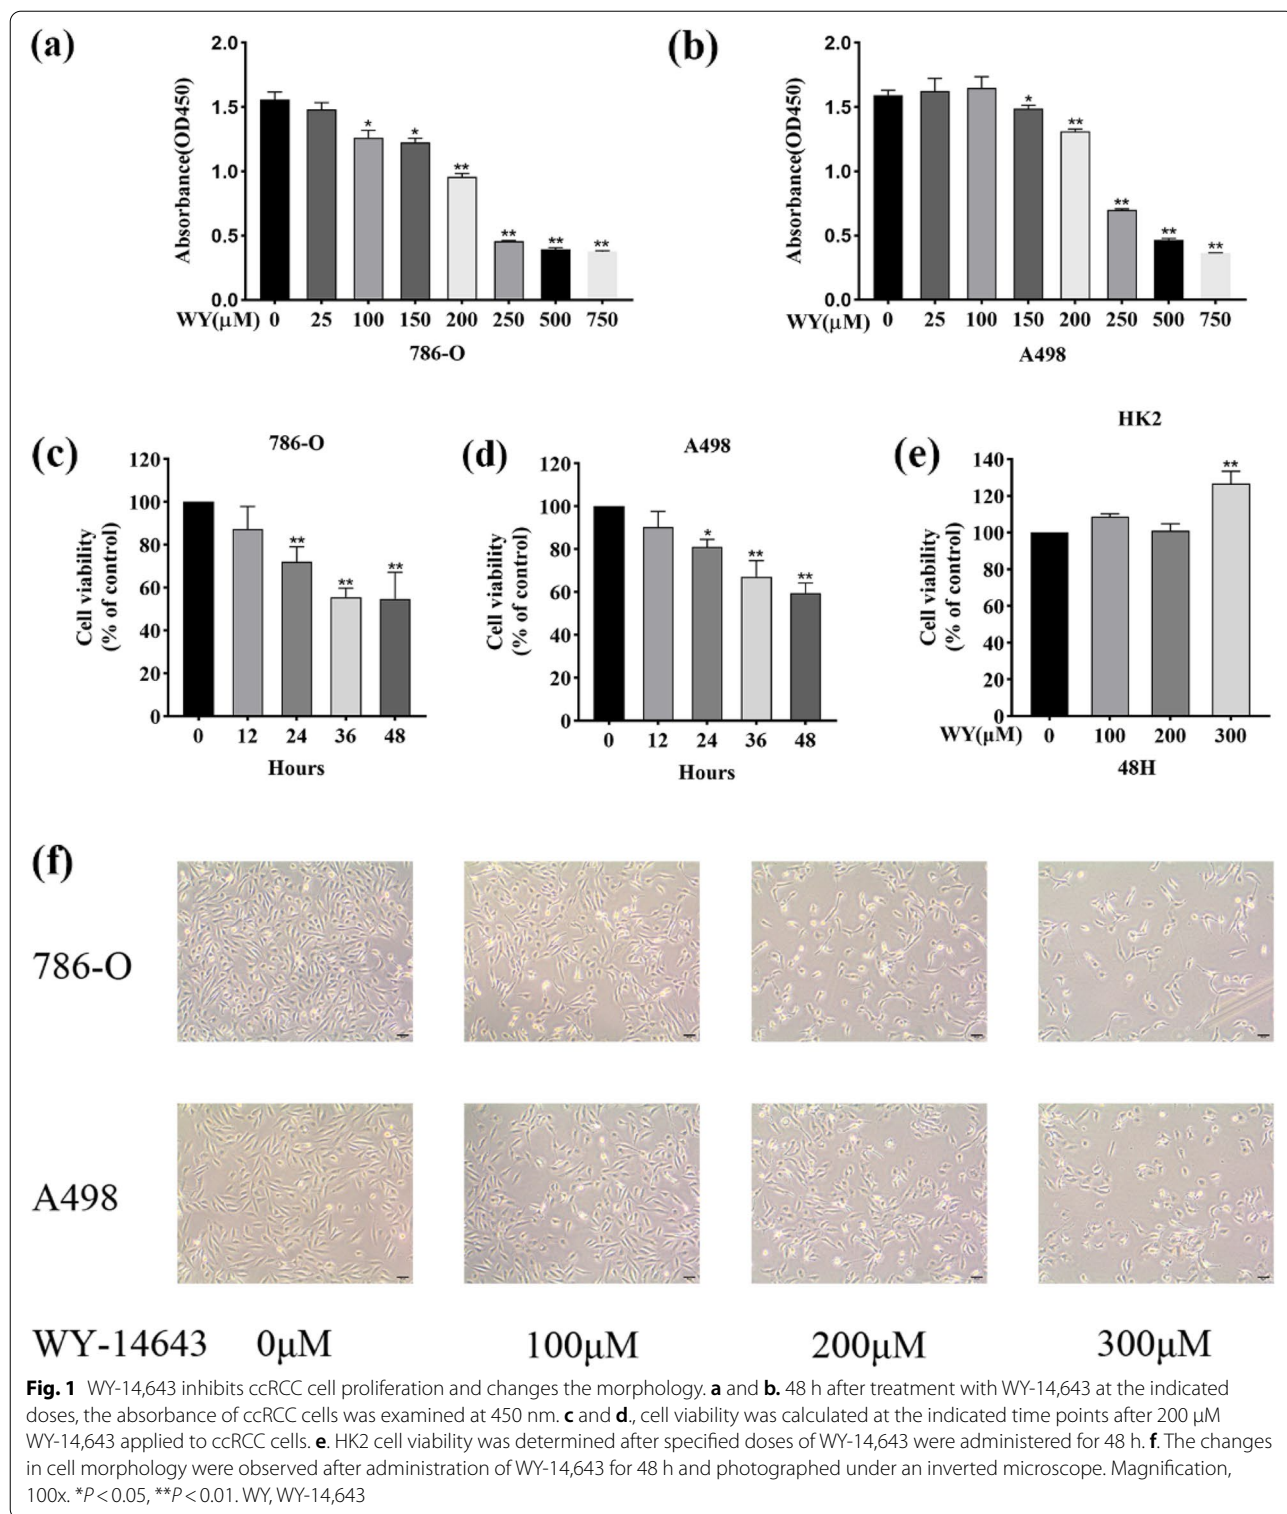 (a)
2.0
1.5
1.0
0.5
0.0
Absorbance(OD450)
* * ** ** ** **
WY(μM) 0 25 100 150 200 250 500 750
786-O
(b)
2.0
1.5
1.0
0.5
0.0
Absorbance(OD450)
* ** ** ** **
WY(μM) 0 25 100 150 200 250 500 750
A498
(c)
786-O
120
100
80
60
40
20
0
Cell viability
(% of control)
** ** **
0 12 24 36 48
Hours
(d)
A498
120
100
80
60
40
20
0
Cell viability
(% of control)
* ** **
0 12 24 36 48
Hours
HK2
(e)
140
120
100
80
60
40
20
0
Cell viability
(% of control)
**
WY(μM) 0 100 200 300
48H
(f)
786-O
A498
WY-14643 0μM 100μM 200μM 300μM
Fig. 1 WY-14,643 inhibits ccRCC cell proliferation and changes the morphology. a and b. 48 h after treatment with WY-14,643 at the indicated
doses, the absorbance of ccRCC cells was examined at 450 nm. c and d., cell viability was calculated at the indicated time points after 200 μM
WY-14,643 applied to ccRCC cells. e. HK2 cell viability was determined after specified doses of WY-14,643 were administered for 48 h. f. The changes
in cell morphology were observed after administration of WY-14,643 for 48 h and photographed under an inverted microscope. Magnification,
100x. *P < 0.05, **P < 0.01. WY, WY-14,643